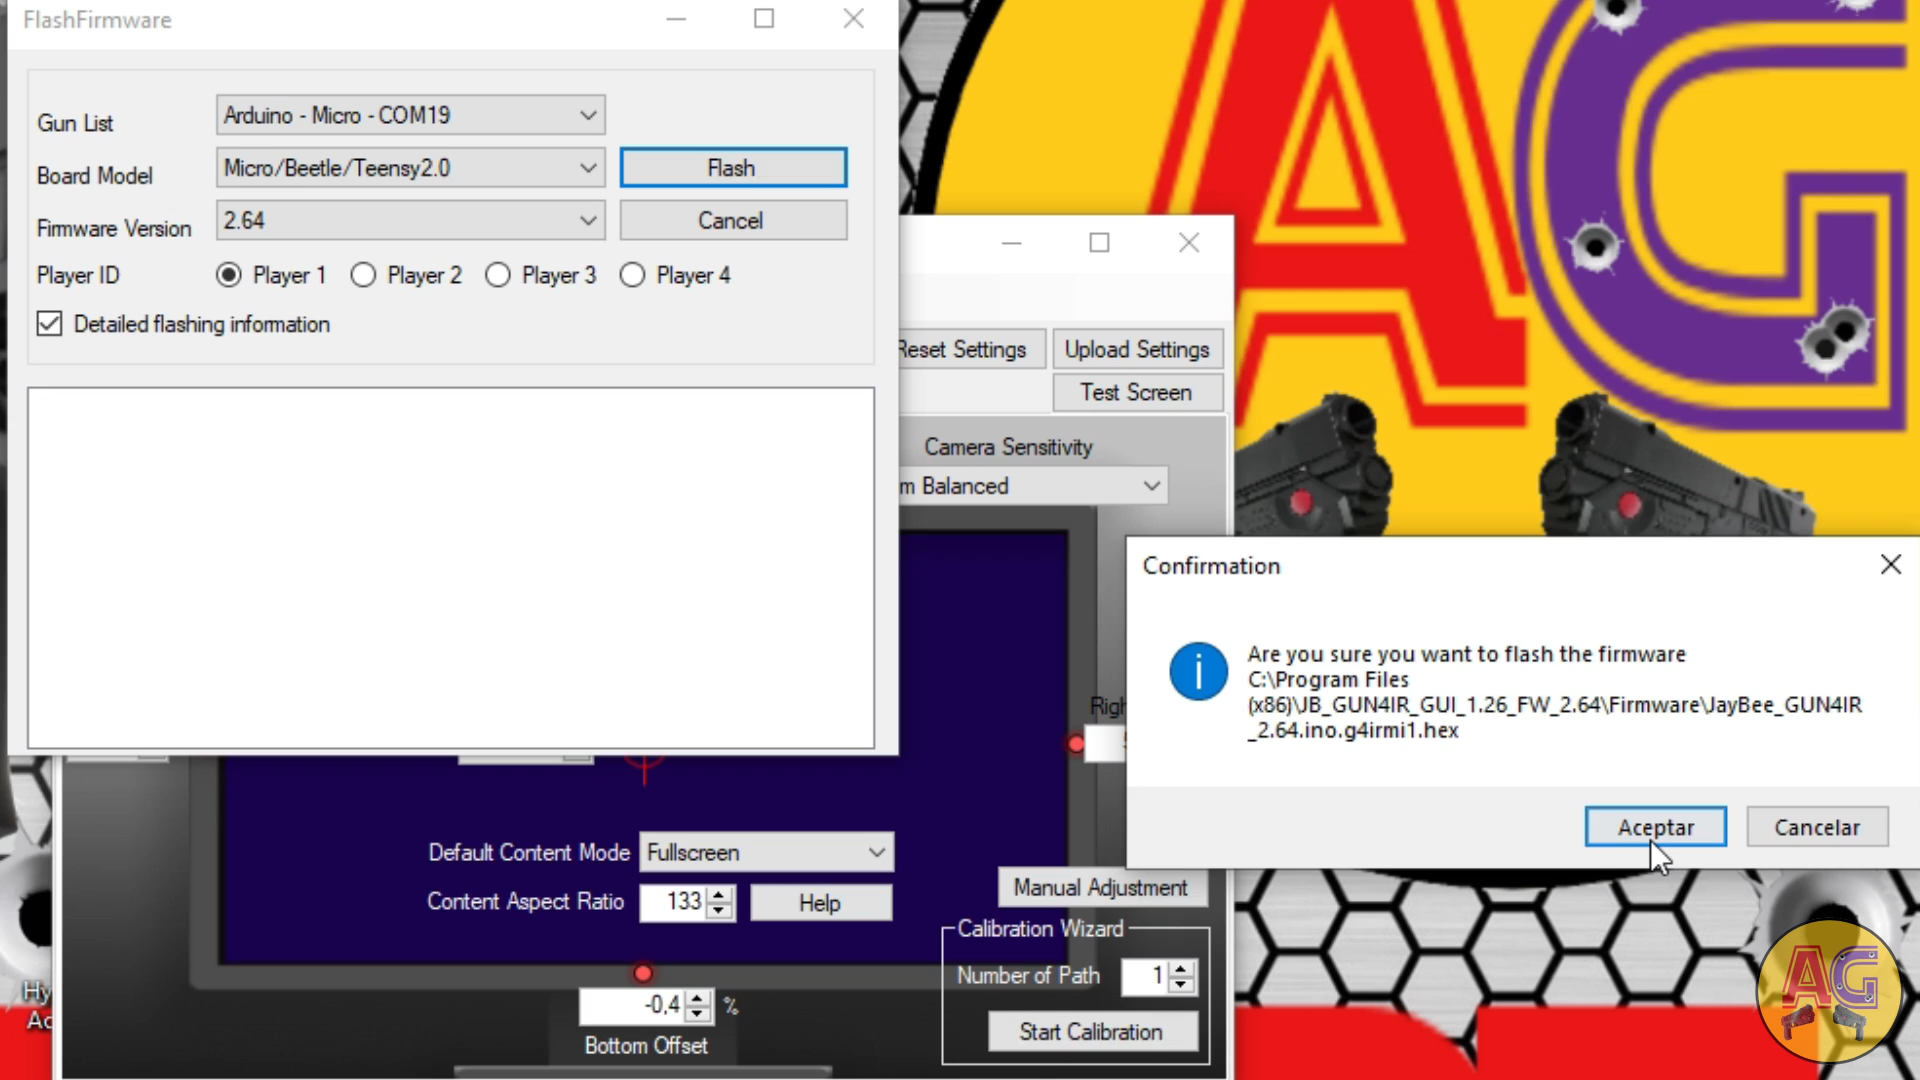 FlashFirmware
Gun List
Arduino - Micro - COM19
Board Model
Micro/Beetle/Teensy2.0
Flash
Firmware Version
2.64
Cancel
Player ID
Player 1
Player 2
Player 3
Player 4
Detailed flashing information
Reset Settings
Upload Settings
Test Screen
Camera Sensitivity
m Balanced
AG
Confirmation
Are you sure you want to flash the firmware
C:\Program Files
(x86)\JB_GUN4IR_GUI_1.26_FW_2.64\Firmware\JayBee_GUN4IR
_2.64.ino.g4irmi1.hex
Aceptar
Cancelar
Righ
Default Content Mode
Fullscreen
Content Aspect Ratio
133
Help
Manual Adjustment
Calibration Wizard
Number of Path
1
Start Calibration
-0,4
%
Bottom Offset
Hy
Ac
AG